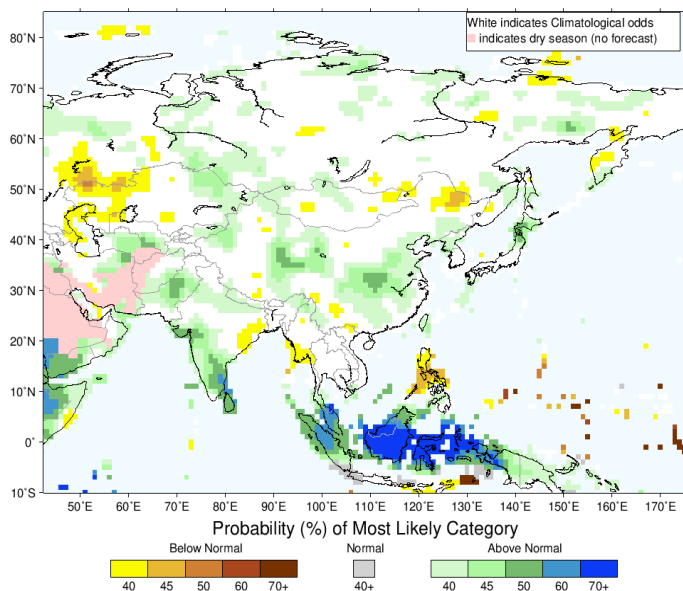 White indicates Climatological odds
indicates dry season (no forecast)
80˚N
70˚N
60˚N
50˚N
40˚N
30˚N
20˚N
10˚N
0˚
10˚S
50˚E 60˚E 70˚E 80˚E 90˚E 100˚E 110˚E 120˚E 130˚E 140˚E 150˚E 160˚E 170˚E
Probability (%) of Most Likely Category
Below Normal Normal Above Normal
40 45 50 60 70+ 40+ 40 45 50 60 70+